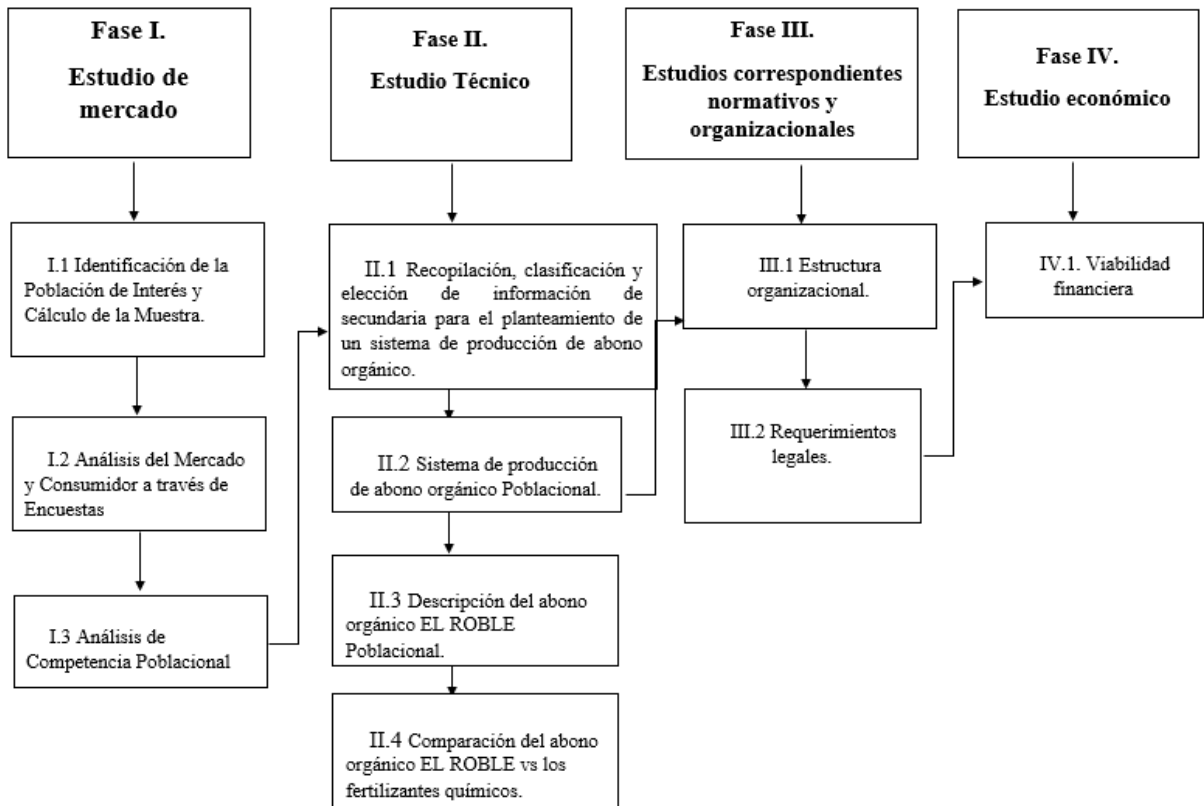 Fase I.
Estudio de
mercado
I.1 Identificación de la
Población de Interés y
Cálculo de la Muestra.
I.2 Análisis del Mercado
y Consumidor a través de
Encuestas
I.3 Análisis de
Competencia Poblacional
Fase II.
Estudio Técnico
II.1 Recopilación, clasificación y
elección de información de
secundaria para el planteamiento de
un sistema de producción de abono
orgánico.
II.2 Sistema de producción
de abono orgánico Poblacional.
II.3 Descripción del abono
orgánico EL ROBLE
Poblacional.
II.4 Comparación del abono
orgánico EL ROBLE vs los
fertilizantes químicos.
Fase III.
Estudios correspondientes
normativos y
organizacionales
III.1 Estructura
organizacional.
III.2 Requerimientos
legales.
Fase IV.
Estudio económico
IV.1. Viabilidad
financiera